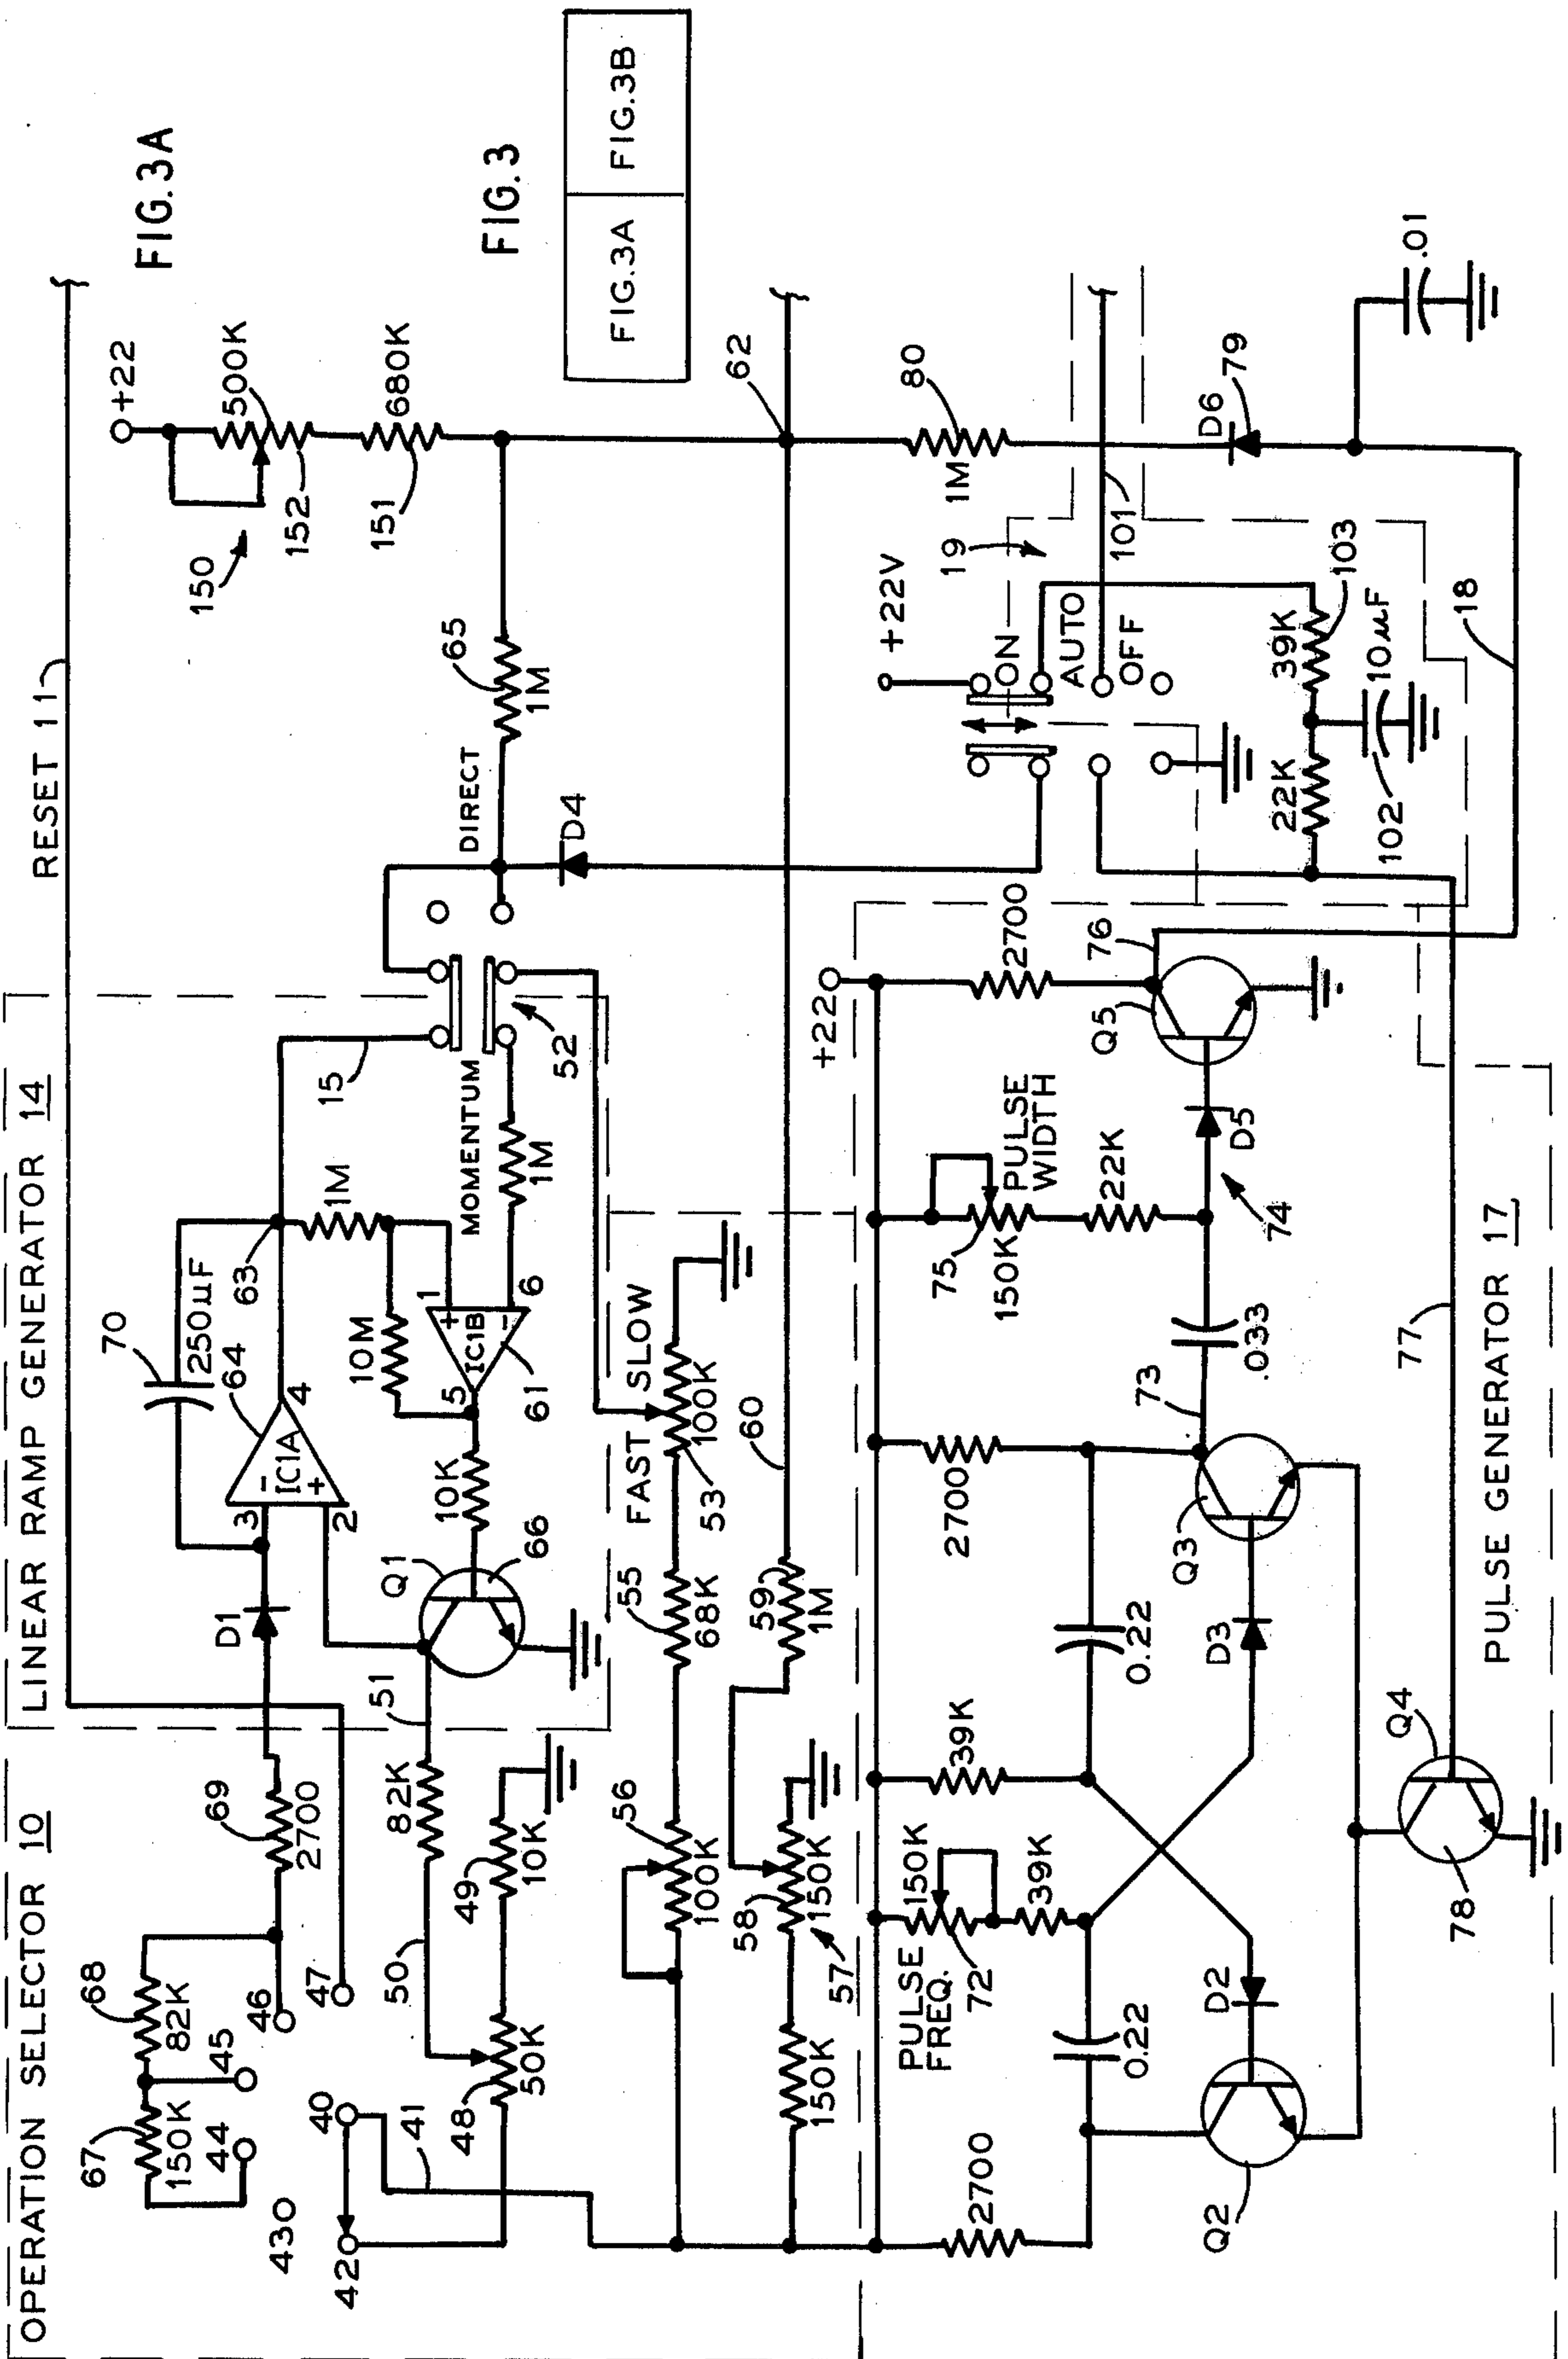 FIG.3A
FIG.3
FIG.3A FIG.3B
RESET 11
OPERATION SELECTOR 10
LINEAR RAMP GENERATOR 14
67
150K
68
82K
44
45
46
47
430
42
40
41
69
2700
D1
3
2
-
+
IC1A
4
64
70
250µF
63
1M
15
10M
1
+
IC1B
-
6
5
61
10K
Q1
66
51
82K
50
49
10K
48
50K
MOMENTUM
1M
52
DIRECT
D4
65
1M
150
152
500K
+22
151
680K
62
56
100K
55
68K
FAST SLOW
53
100K
57
58
150K
150K
59
1M
60
80
1M
D6
79
.01
+22V
19
ON
AUTO
OFF
101
39K
103
22K
102
10µF
18
+22
PULSE FREQ.
72
150K
39K
39K
2700
2700
2700
0.22
0.22
D2
D3
Q2
Q3
73
.033
75
150K
PULSE WIDTH
22K
74
D5
Q5
76
Q4
78
77
PULSE GENERATOR 17